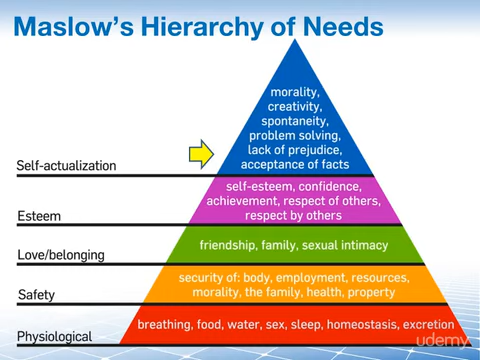 Maslow's Hierarchy of Needs
morality,
creativity,
spontaneity,
problem solving,
lack of prejudice,
acceptance of facts
Self-actualization
self-esteem, confidence,
achievement, respect of others,
respect by others
Esteem
friendship, family, sexual intimacy
Love/belonging
security of: body, employment, resources,
morality, the family, health, property
Safety
breathing, food, water, sex, sleep, homeostasis, excretion
Physiological
udemy